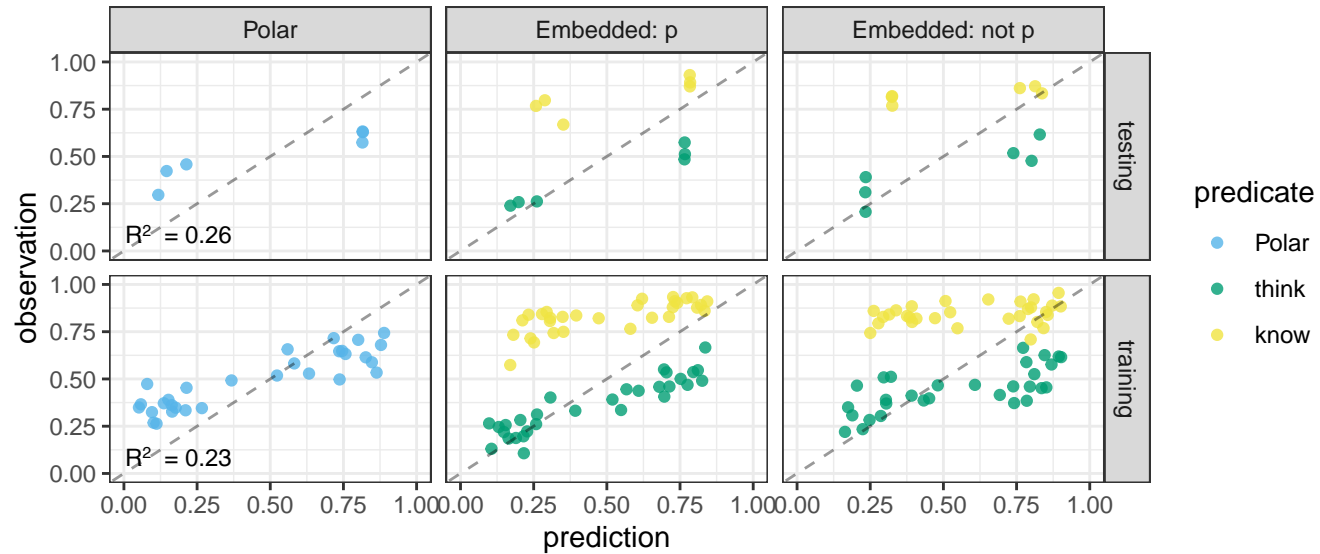 Polar
Embedded: p
Embedded: not p
1.00
0.75
0.50
0.25
0.00
R² = 0.26
testing
1.00
0.75
0.50
0.25
0.00
R² = 0.23
training
0.00 0.25 0.50 0.75 1.00
0.00 0.25 0.50 0.75 1.00
0.00 0.25 0.50 0.75 1.00
observation
prediction
predicate
Polar
think
know